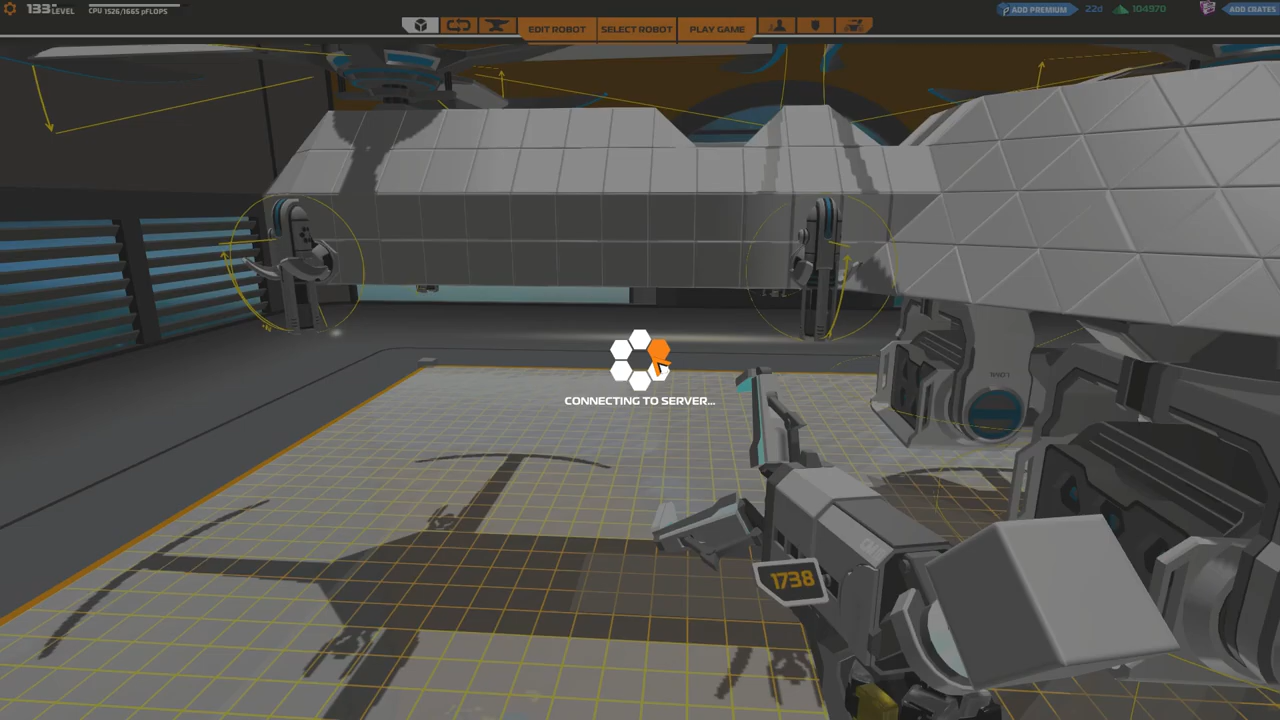 133 LEVEL
CPU 1526/1665 pFLOPS
EDIT ROBOT
SELECT ROBOT
PLAY GAME
ADD PREMIUM
22d
104970
ADD CRATES
CONNECTING TO SERVER...
1738